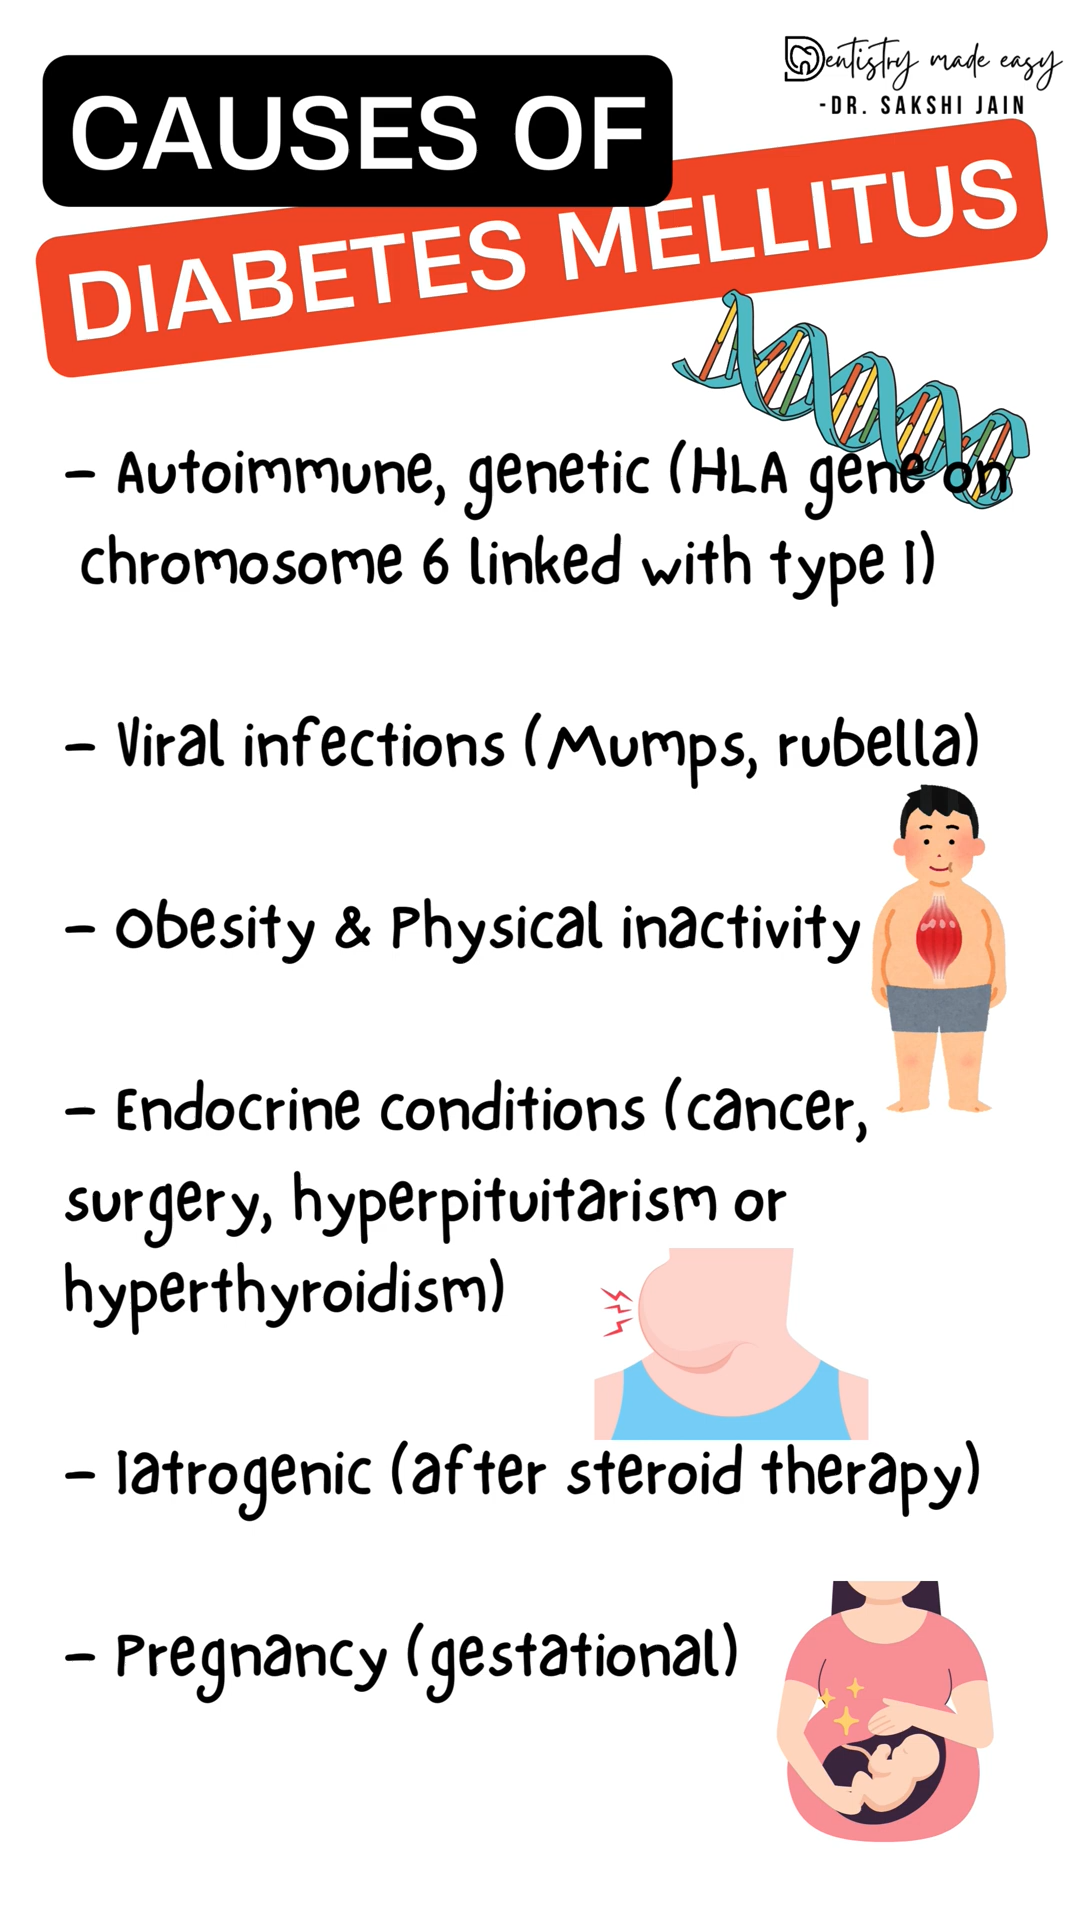 Dentistry made easy
-DR. SAKSHI JAIN
CAUSES OF
DIABETES MELLITUS
- Autoimmune, genetic (HLA gene on
chromosome 6 linked with type 1)
- Viral infections (Mumps, rubella)
- Obesity & Physical inactivity
- Endocrine conditions (cancer,
surgery, hyperpituitarism or
hyperthyroidism)
- Iatrogenic (after steroid therapy)
- Pregnancy (gestational)